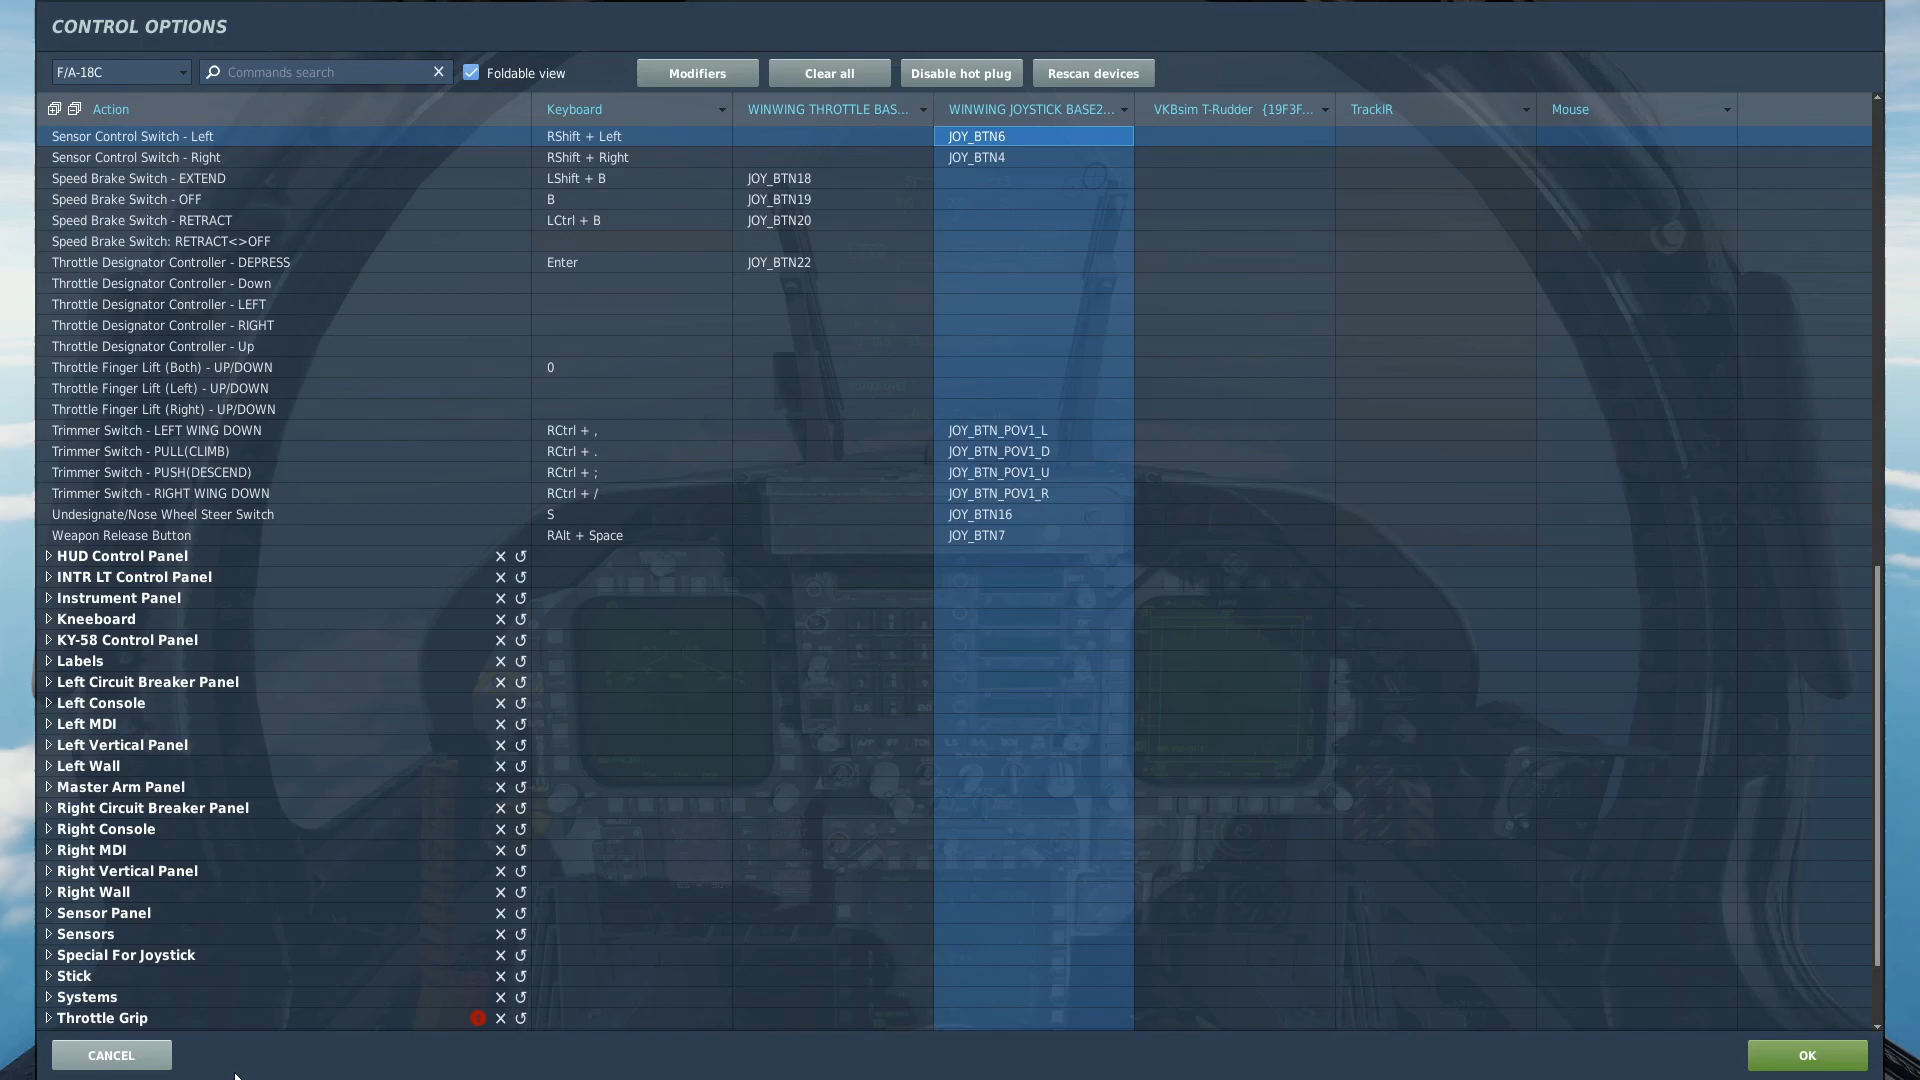 CONTROL OPTIONS
F/A-18C Commands search Foldable view Modifiers Clear all Disable hot plug Rescan devices
Action Keyboard WINWING THROTTLE BAS... WINWING JOYSTICK BASE2... VKBsim T-Rudder {19F3F... TrackIR Mouse
Sensor Control Switch - Left RShift + Left JOY_BTN6
Sensor Control Switch - Right RShift + Right JOY_BTN4
Speed Brake Switch - EXTEND LShift + B JOY_BTN18
Speed Brake Switch - OFF B JOY_BTN19
Speed Brake Switch - RETRACT LCtrl + B JOY_BTN20
Speed Brake Switch: RETRACT<>OFF
Throttle Designator Controller - DEPRESS Enter JOY_BTN22
Throttle Designator Controller - Down
Throttle Designator Controller - LEFT
Throttle Designator Controller - RIGHT
Throttle Designator Controller - Up
Throttle Finger Lift (Both) - UP/DOWN 0
Throttle Finger Lift (Left) - UP/DOWN
Throttle Finger Lift (Right) - UP/DOWN
Trimmer Switch - LEFT WING DOWN RCtrl + , JOY_BTN_POV1_L
Trimmer Switch - PULL(CLIMB) RCtrl + . JOY_BTN_POV1_D
Trimmer Switch - PUSH(DESCEND) RCtrl + ; JOY_BTN_POV1_U
Trimmer Switch - RIGHT WING DOWN RCtrl + / JOY_BTN_POV1_R
Undesignate/Nose Wheel Steer Switch S JOY_BTN16
Weapon Release Button RAlt + Space JOY_BTN7
HUD Control Panel
INTR LT Control Panel
Instrument Panel
Kneeboard
KY-58 Control Panel
Labels
Left Circuit Breaker Panel
Left Console
Left MDI
Left Vertical Panel
Left Wall
Master Arm Panel
Right Circuit Breaker Panel
Right Console
Right MDI
Right Vertical Panel
Right Wall
Sensor Panel
Sensors
Special For Joystick
Stick
Systems
Throttle Grip
CANCEL OK